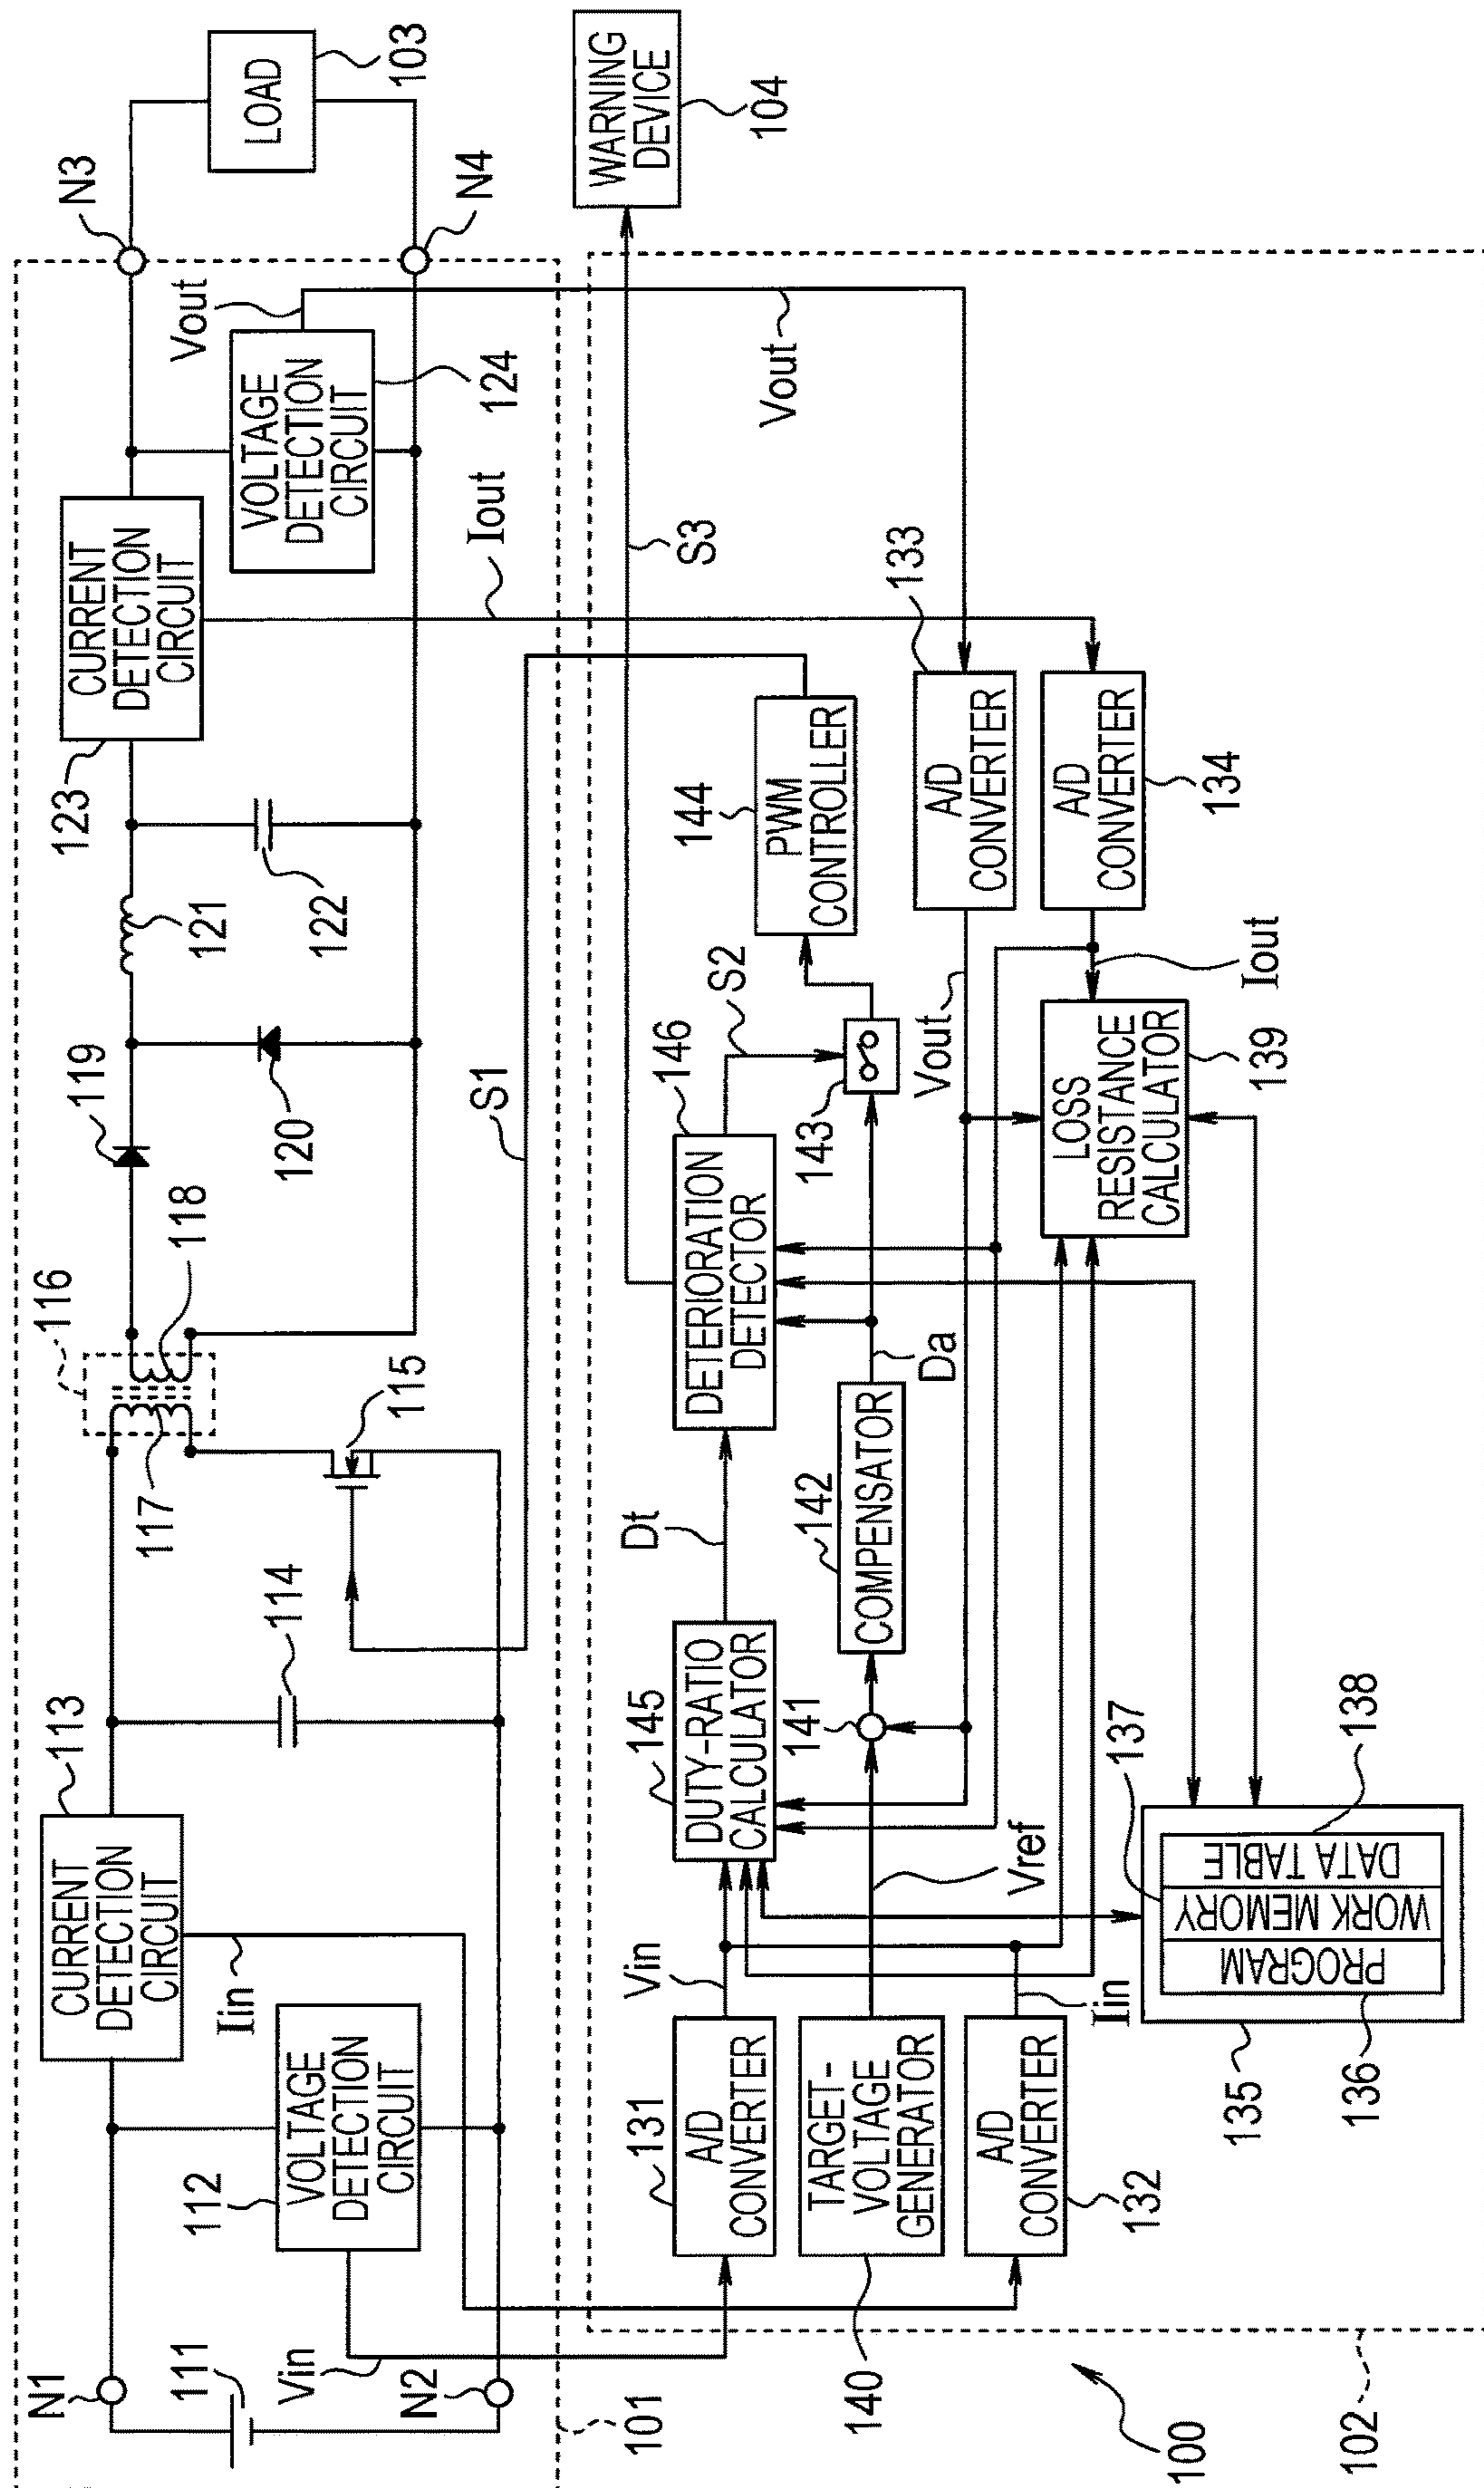 N1
111
Vin
N2
101
112
VOLTAGE
DETECTION
CIRCUIT
113
CURRENT
DETECTION
CIRCUIT
Iin
114
115
116
117
118
119
120
121
122
123
CURRENT
DETECTION
CIRCUIT
Iout
124
VOLTAGE
DETECTION
CIRCUIT
Vout
N3
N4
LOAD
103
WARNING
DEVICE
104
S1
S3
Vout
131
A/D
CONVERTER
Vin
140
TARGET-
VOLTAGE
GENERATOR
Vref
132
A/D
CONVERTER
Iin
145
DUTY-RATIO
CALCULATOR
Dt
141
142
COMPENSATOR
Da
146
DETERIORATION
DETECTOR
S2
143
144
PWM
CONTROLLER
133
A/D
CONVERTER
Vout
134
A/D
CONVERTER
Iout
LOSS
RESISTANCE
CALCULATOR
139
135
136
PROGRAM
137
WORK MEMORY
138
DATA TABLE
100
102